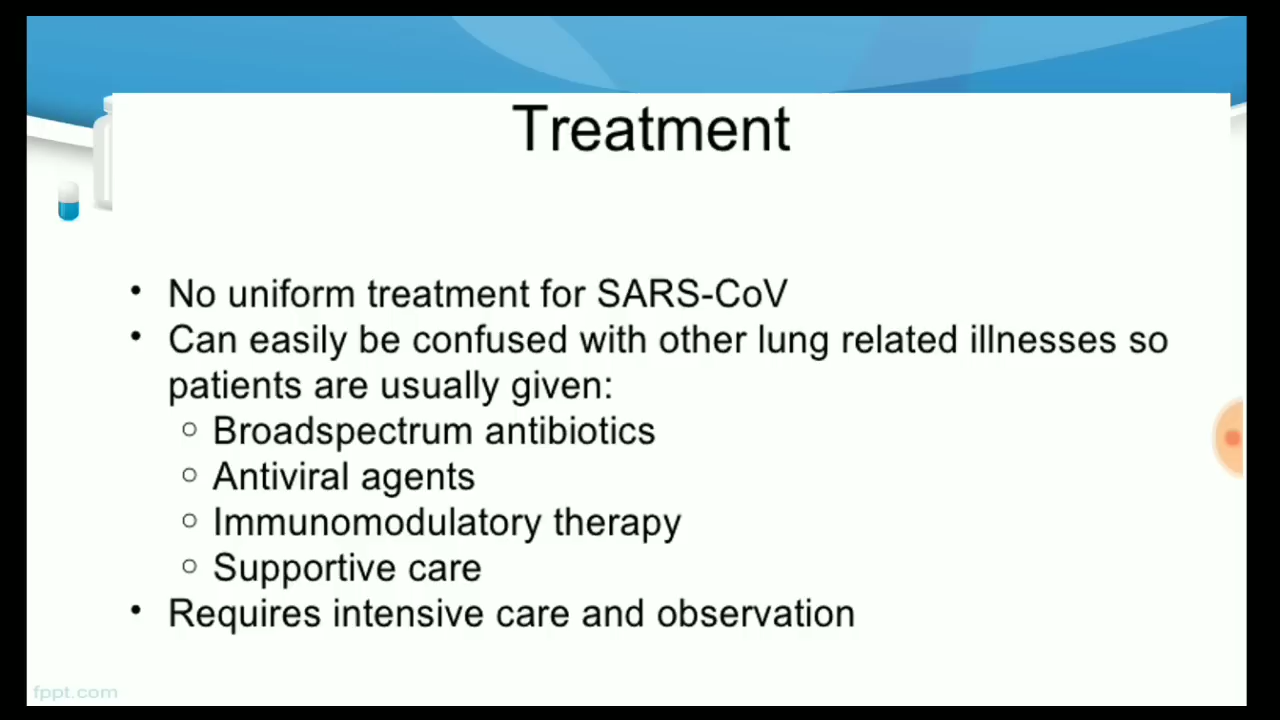 Treatment
• No uniform treatment for SARS-CoV
• Can easily be confused with other lung related illnesses so
patients are usually given:
○ Broadspectrum antibiotics
○ Antiviral agents
○ Immunomodulatory therapy
○ Supportive care
• Requires intensive care and observation
fppt.com